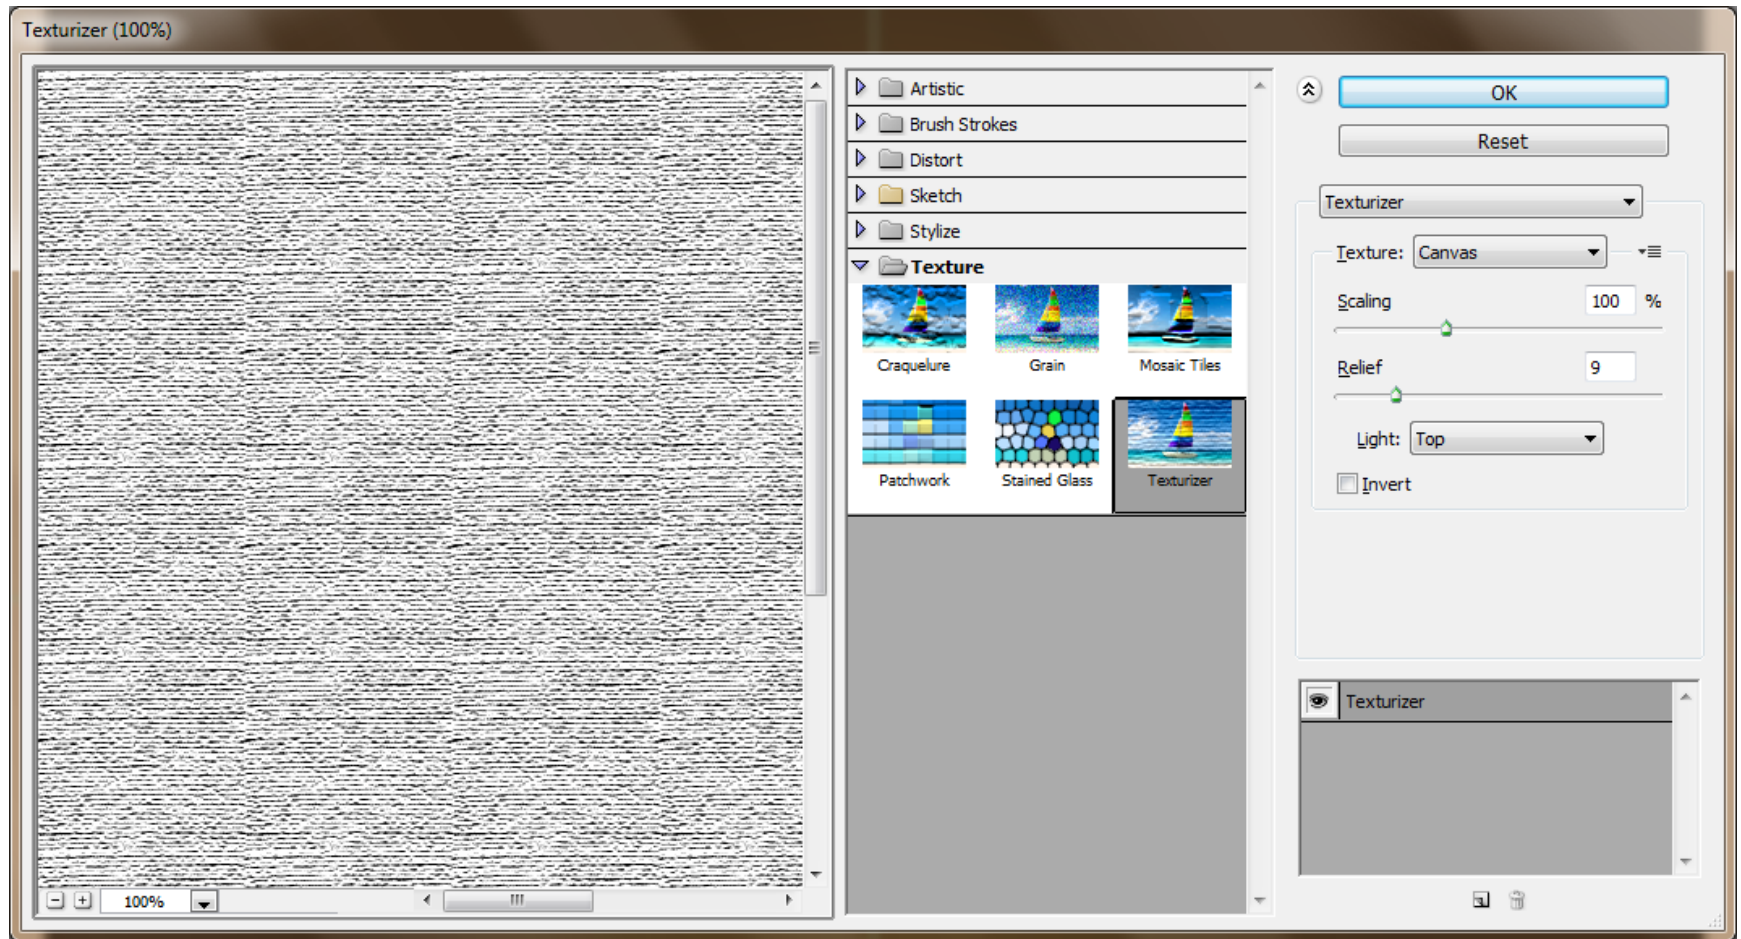 Texturizer (100%)
Artistic
Brush Strokes
Distort
Sketch
Stylize
Texture
Craquelure
Grain
Mosaic Tiles
Patchwork
Stained Glass
Texturizer
100%
OK
Reset
Texturizer
Texture: Canvas
Scaling 100 %
Relief 9
Light: Top
Invert
Texturizer